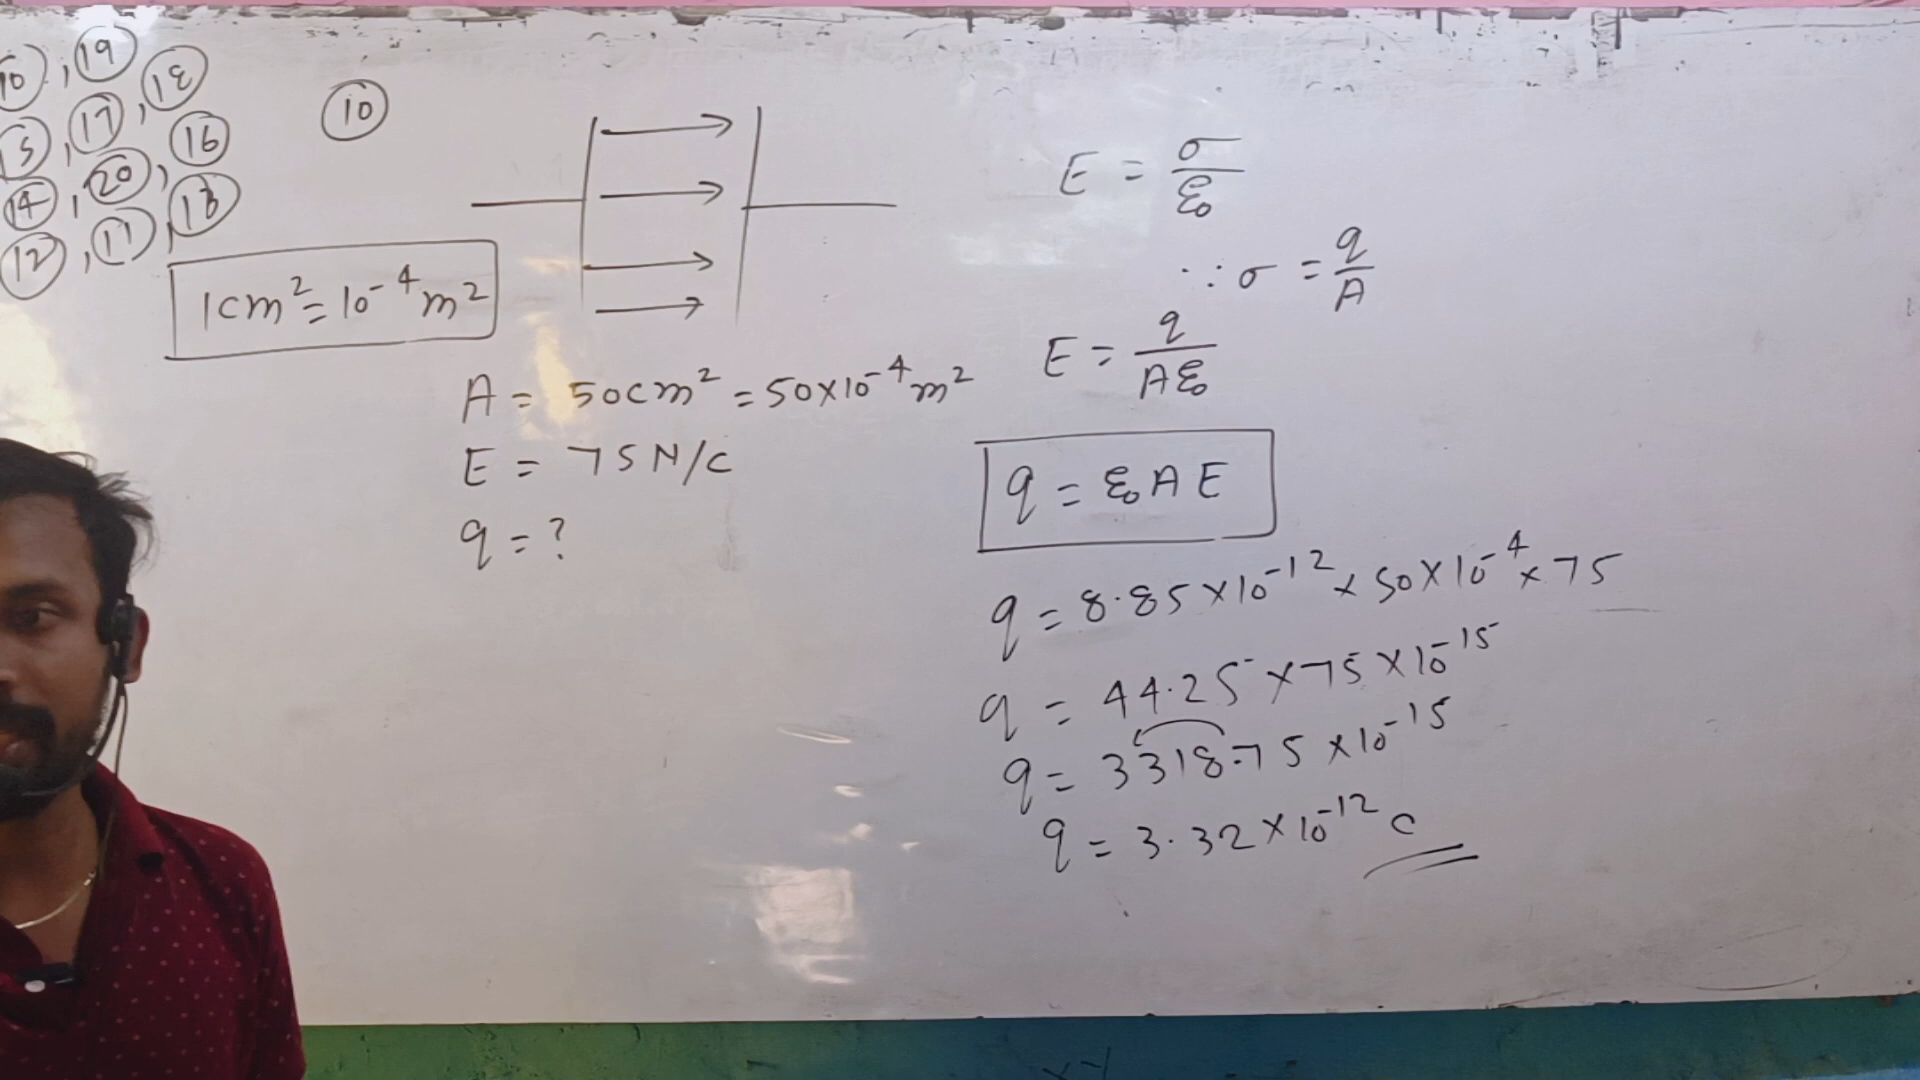 10, 19
15, 17, 18
14, 20, 16
12, 11, 13
10
1cm² = 10⁻⁴ m²
A = 50cm² = 50×10⁻⁴ m²
E = 75 N/C
q = ?
E = σ/ε₀
∵ σ = q/A
E = q/Aε₀
q = ε₀ A E
q = 8.85×10⁻¹² × 50×10⁻⁴ × 75
q = 44.25 × 75 × 10⁻¹⁵
q = 3318.75 × 10⁻¹⁵
q = 3.32 × 10⁻¹² c